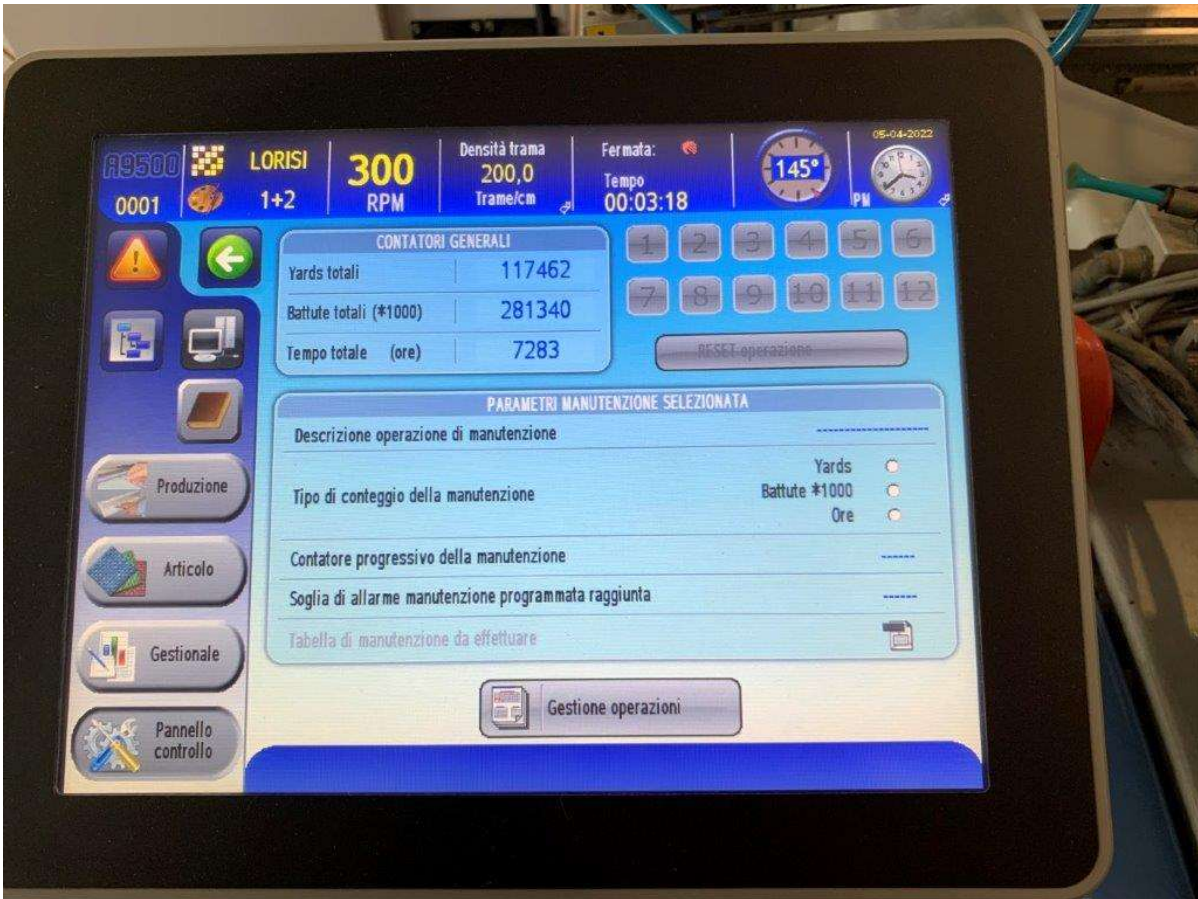 A9500
0001
LORISI
1+2
300
RPM
Densità trama
200,0
Trame/cm
Fermata:
Tempo
00:03:18
145°
05-04-2022
PM
CONTATORI GENERALI
Yards totali 117462
Battute totali (*1000) 281340
Tempo totale (ore) 7283
1 2 3 4 5 6
7 8 9 10 11 12
RESET operazione
PARAMETRI MANUTENZIONE SELEZIONATA
Descrizione operazione di manutenzione --------------------
Tipo di conteggio della manutenzione
Yards
Battute *1000
Ore
Contatore progressivo della manutenzione ------
Soglia di allarme manutenzione programmata raggiunta ------
Tabella di manutenzione da effettuare
Gestione operazioni
Produzione
Articolo
Gestionale
Pannello
controllo